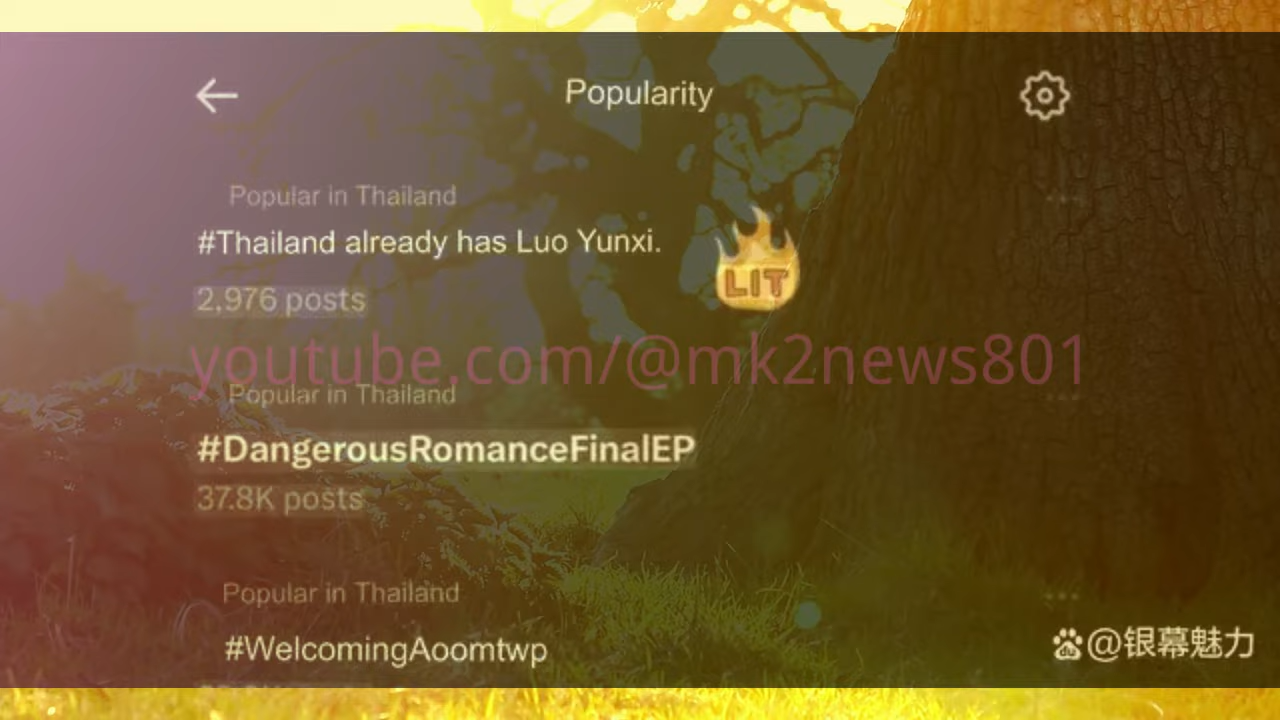 Popularity
Popular in Thailand
#Thailand already has Luo Yunxi.
LIT
2,976 posts
youtube.com/@mk2news801
Popular in Thailand
#DangerousRomanceFinalEP
37.8K posts
Popular in Thailand
#WelcomingAoomtwp
@银幕魅力